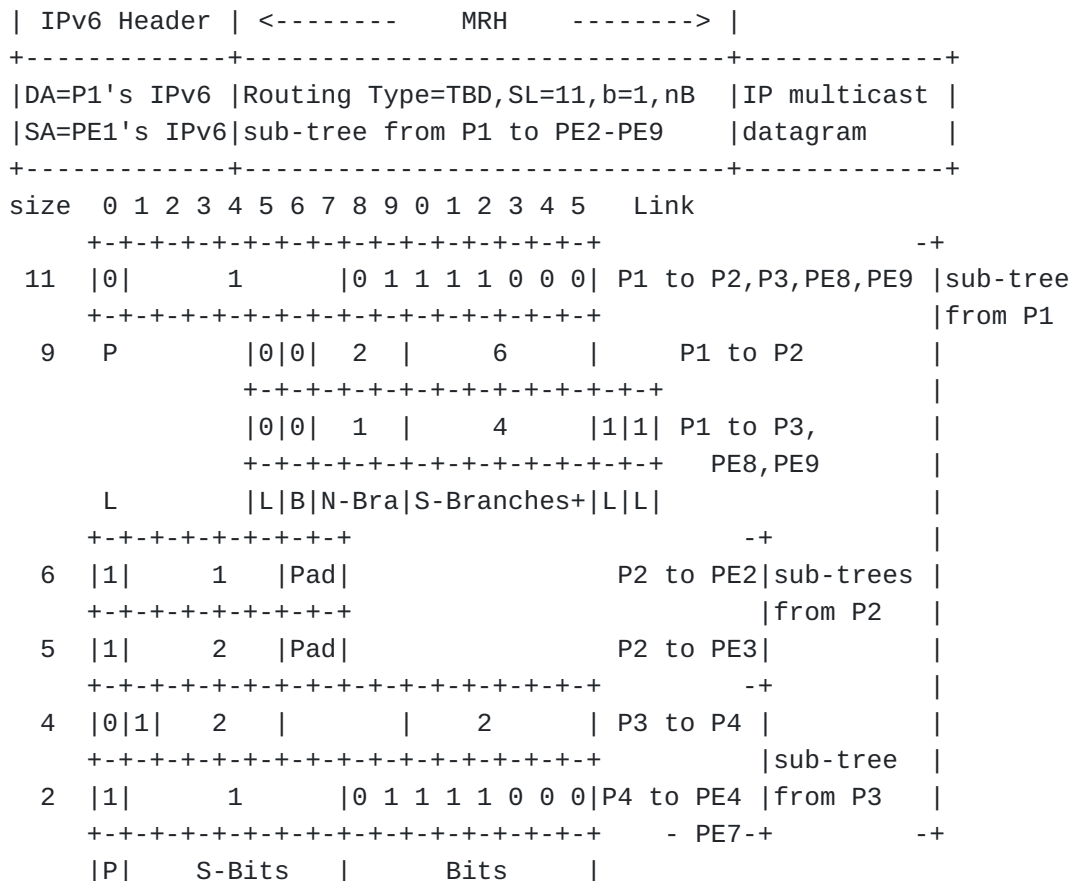 | IPv6 Header | <--------   MRH    --------> |
+-------------+-------------------------------+-------------+
|DA=P1's IPv6 |Routing Type=TBD,SL=11,b=1,nB  |IP multicast |
|SA=PE1's IPv6|sub-tree from P1 to PE2-PE9    |datagram     |
+-------------+-------------------------------+-------------+
size  0 1 2 3 4 5 6 7 8 9 0 1 2 3 4 5   Link
     +-+-+-+-+-+-+-+-+-+-+-+-+-+-+-+-+                    -+
 11  |0|      1      |0 1 1 1 1 0 0 0| P1 to P2,P3,PE8,PE9 |sub-tree
     +-+-+-+-+-+-+-+-+-+-+-+-+-+-+-+-+                     |from P1
  9   P        |0|0|  2  |     6     |     P1 to P2        |
               +-+-+-+-+-+-+-+-+-+-+-+-+-+                 |
               |0|0|  1  |     4     |1|1| P1 to P3,       |
               +-+-+-+-+-+-+-+-+-+-+-+-+-+   PE8,PE9       |
      L        |L|B|N-Bra|S-Branches+|L|L|                 |
     +-+-+-+-+-+-+-+-+                         -+          |
  6  |1|     1   |Pad|                 P2 to PE2|sub-trees |
     +-+-+-+-+-+-+-+-+                          |from P2   |
  5  |1|     2   |Pad|                 P2 to PE3|          |
     +-+-+-+-+-+-+-+-+-+-+-+-+-+-+-+-+         -+          |
  4  |0|1|  2   |       |    2      | P3 to P4 |           |
     +-+-+-+-+-+-+-+-+-+-+-+-+-+-+-+-+          |sub-tree  |
  2  |1|      1      |0 1 1 1 1 0 0 0|P4 to PE4 |from P3   |
     +-+-+-+-+-+-+-+-+-+-+-+-+-+-+-+-+    - PE7-+         -+
     |P|    S-Bits   |      Bits     |